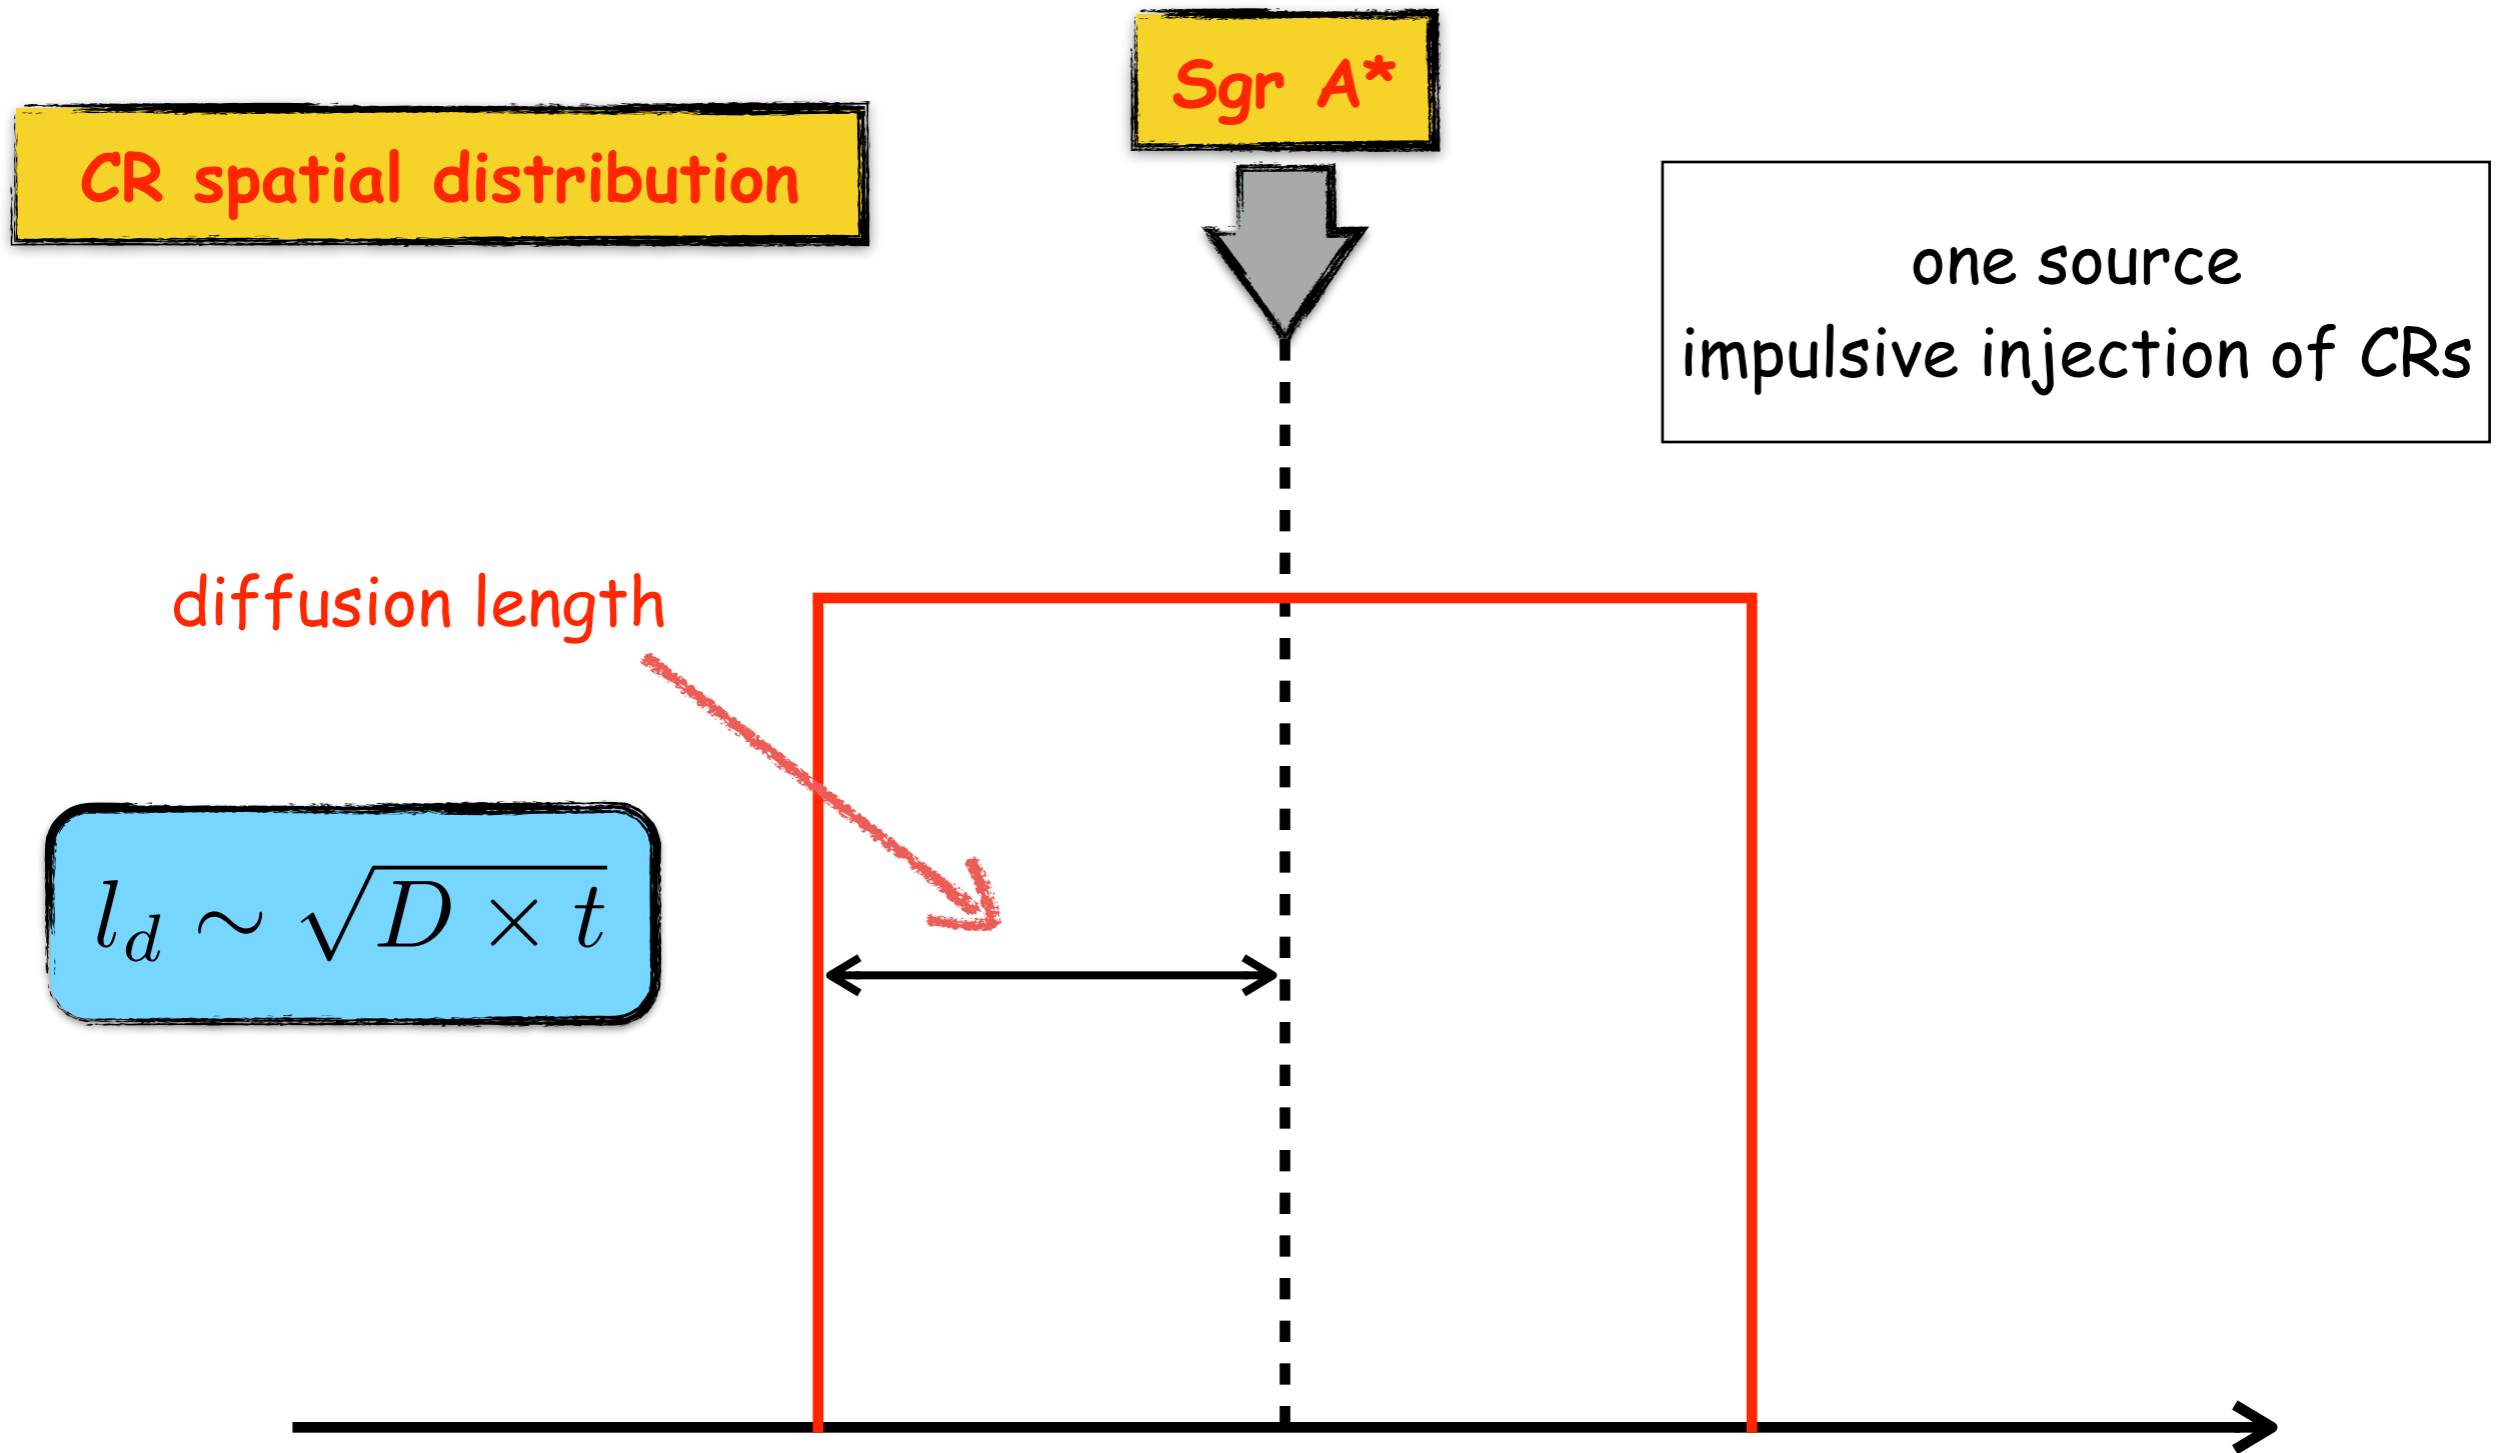 Sgr A*
CR spatial distribution
one source
impulsive injection of CRs
diffusion length
l_d ∼ √(D × t)